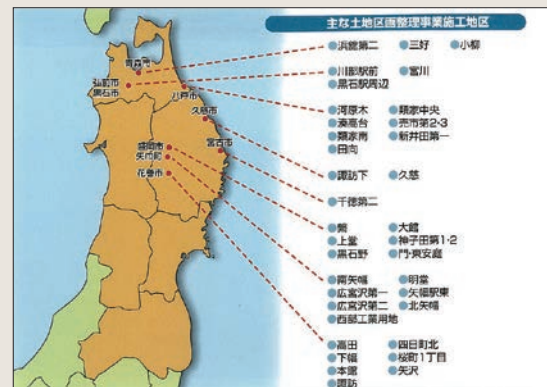 主な土地区画整理事業施工地区
浜館第二 三好 小柳
川部駅前 宮川
黒石駅周辺
河原木 類家中央
湊高台 売市第2-3
類家南 新井田第一
田向
諏訪下 久慈
千徳第二
大館
上堂 神子田第1-2
黒石野 門・東安庭
南矢幅 明堂
広宮沢第一 矢幅駅東
広宮沢第二 北矢幅
西部工業用地
高田 四日町北
下幅 桜町1丁目
本館 矢沢
諏訪
青森市
弘前市
黒石市
八戸市
久慈市
盛岡市
宮古市
矢巾町
花巻市